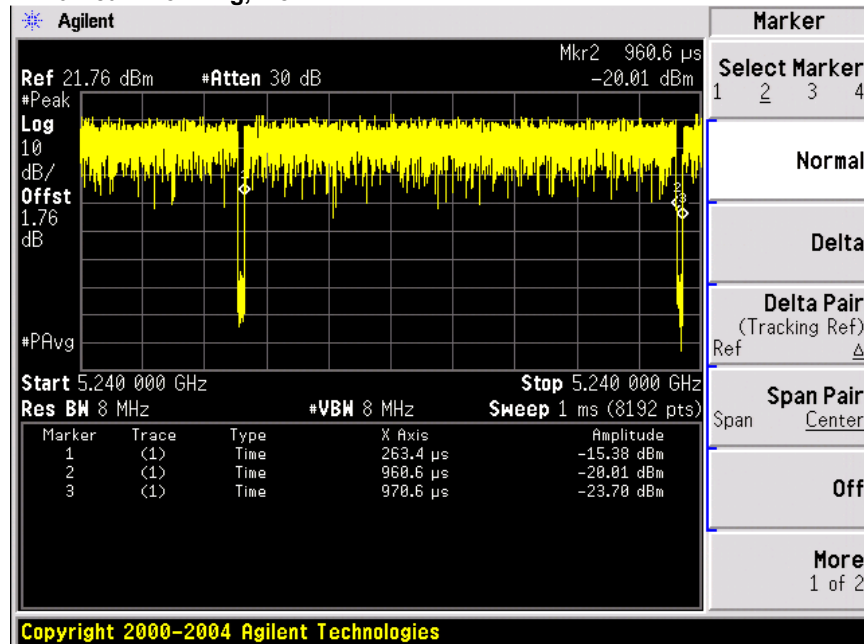 Agilent
Marker
Mkr2 960.6 µs
Ref 21.76 dBm #Atten 30 dB -20.01 dBm
#Peak
Log
10
dB/
Offst
1.76
dB
1
2
3
#PAvg
Start 5.240 000 GHz Stop 5.240 000 GHz
Res BW 8 MHz #VBW 8 MHz Sweep 1 ms (8192 pts)
Marker Trace Type X Axis Amplitude
1 (1) Time 263.4 µs -15.38 dBm
2 (1) Time 960.6 µs -20.01 dBm
3 (1) Time 970.6 µs -23.70 dBm
Select Marker
1 2 3 4
Normal
Delta
Delta Pair
(Tracking Ref)
Ref Δ
Span Pair
Span Center
Off
More
1 of 2
Copyright 2000-2004 Agilent Technologies